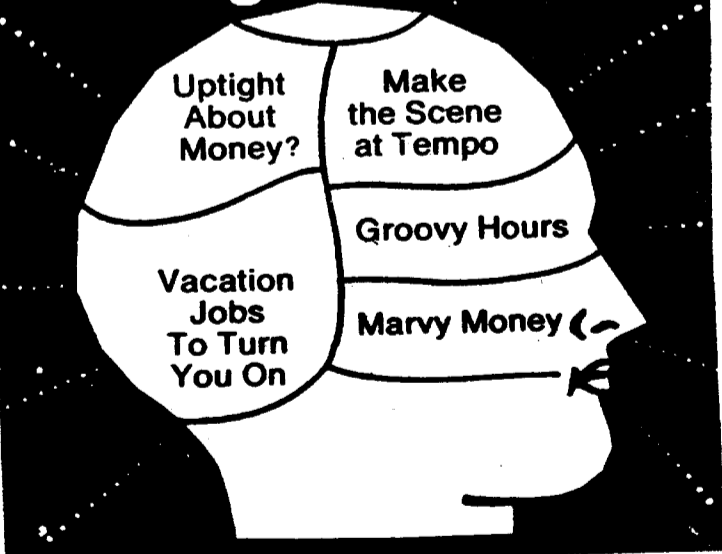 Uptight
About
Money?
Make
the Scene
at Tempo
Groovy Hours
Marvy Money
Vacation
Jobs
To Turn
You On